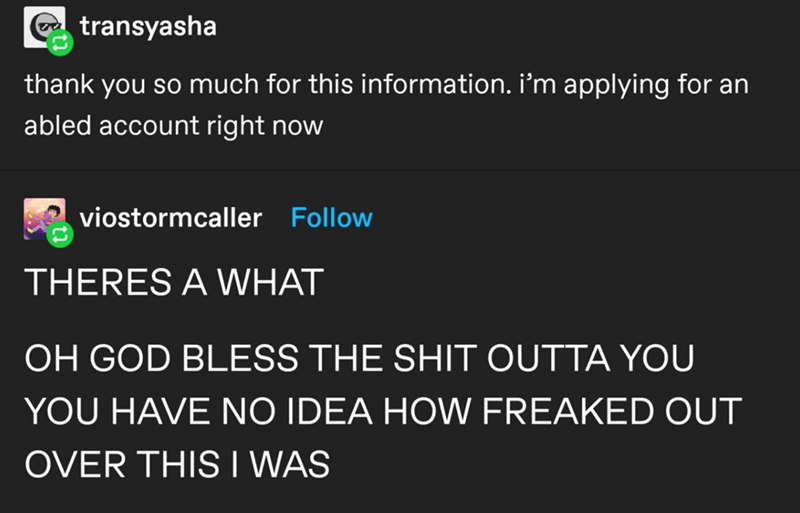 transyasha
thank you so much for this information. i'm applying for an
abled account right now
viostormcaller Follow
THERES A WHAT
OH GOD BLESS THE SHIT OUTTA YOU
YOU HAVE NO IDEA HOW FREAKED OUT
OVER THIS I WAS